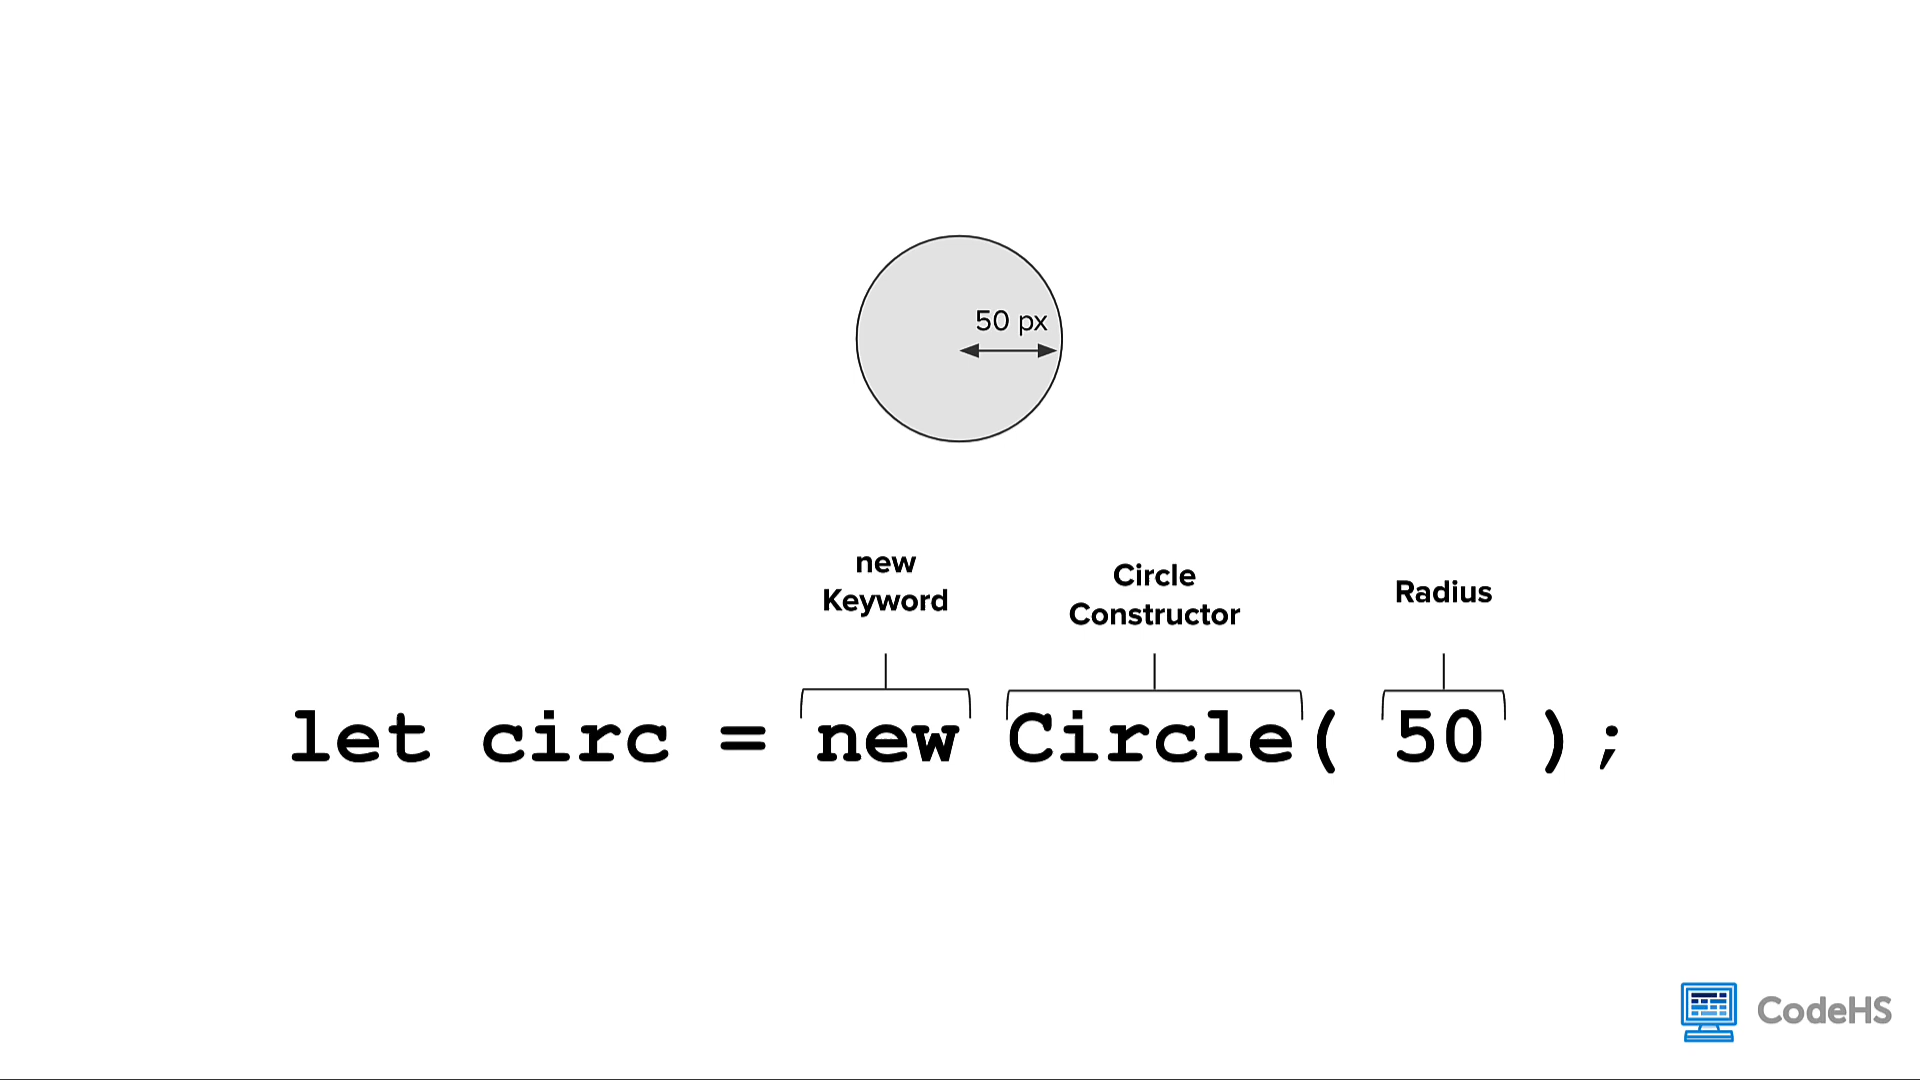 50 px
new
Keyword
Circle
Constructor
Radius
let circ = new Circle( 50 );
CodeHS